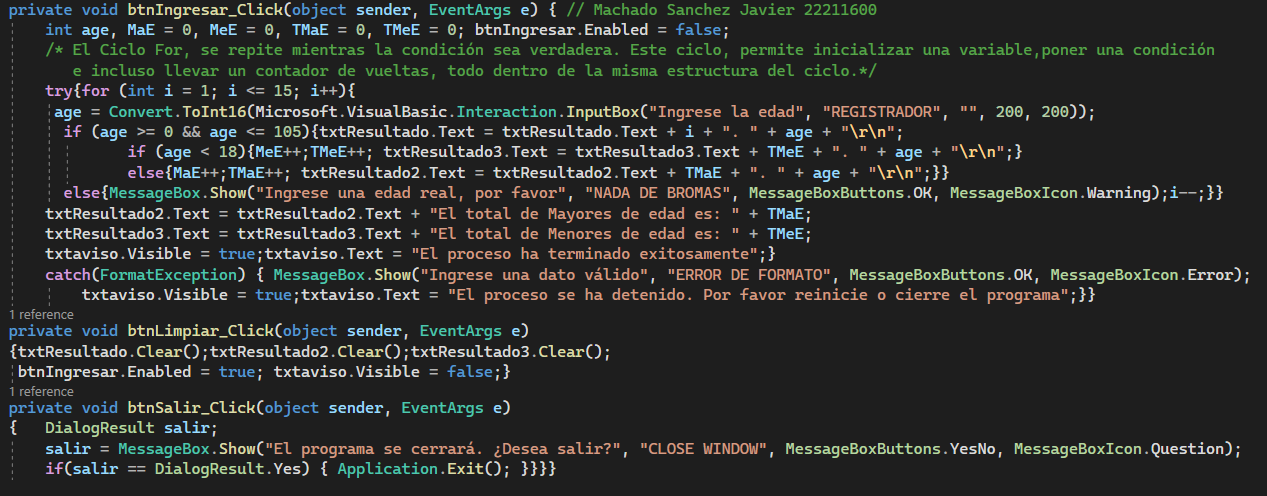 private void btnIngresar_Click(object sender, EventArgs e) { // Machado Sanchez Javier 22211600
int age, MaE = 0, MeE = 0, TMaE = 0, TMeE = 0; btnIngresar.Enabled = false;
/* El Ciclo For, se repite mientras la condición sea verdadera. Este ciclo, permite inicializar una variable,poner una condición
e incluso llevar un contador de vueltas, todo dentro de la misma estructura del ciclo.*/
try{for (int i = 1; i <= 15; i++){
age = Convert.ToInt16(Microsoft.VisualBasic.Interaction.InputBox("Ingrese la edad", "REGISTRADOR", "", 200, 200));
if (age >= 0 && age <= 105){txtResultado.Text = txtResultado.Text + i + ". " + age + "\r\n";
if (age < 18){MeE++;TMeE++; txtResultado3.Text = txtResultado3.Text + TMeE + ". " + age + "\r\n";}
else{MaE++;TMaE++; txtResultado2.Text = txtResultado2.Text + TMaE + ". " + age + "\r\n";}}
else{MessageBox.Show("Ingrese una edad real, por favor", "NADA DE BROMAS", MessageBoxButtons.OK, MessageBoxIcon.Warning);i--;}}
txtResultado2.Text = txtResultado2.Text + "El total de Mayores de edad es: " + TMaE;
txtResultado3.Text = txtResultado3.Text + "El total de Menores de edad es: " + TMeE;
txtaviso.Visible = true;txtaviso.Text = "El proceso ha terminado exitosamente";}
catch(FormatException) { MessageBox.Show("Ingrese una dato válido", "ERROR DE FORMATO", MessageBoxButtons.OK, MessageBoxIcon.Error);
txtaviso.Visible = true;txtaviso.Text = "El proceso se ha detenido. Por favor reinicie o cierre el programa";}}
1 reference
private void btnLimpiar_Click(object sender, EventArgs e)
{txtResultado.Clear();txtResultado2.Clear();txtResultado3.Clear();
btnIngresar.Enabled = true; txtaviso.Visible = false;}
1 reference
private void btnSalir_Click(object sender, EventArgs e)
{ DialogResult salir;
salir = MessageBox.Show("El programa se cerrará. ¿Desea salir?", "CLOSE WINDOW", MessageBoxButtons.YesNo, MessageBoxIcon.Question);
if(salir == DialogResult.Yes) { Application.Exit(); }}}}